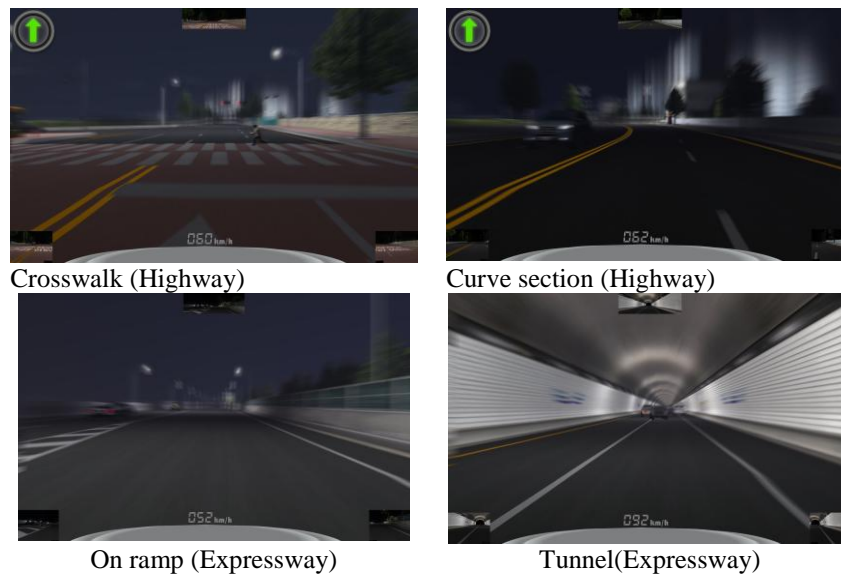 060 km/h
062 km/h
Crosswalk (Highway)
Curve section (Highway)
052 km/h
092 km/h
On ramp (Expressway)
Tunnel(Expressway)